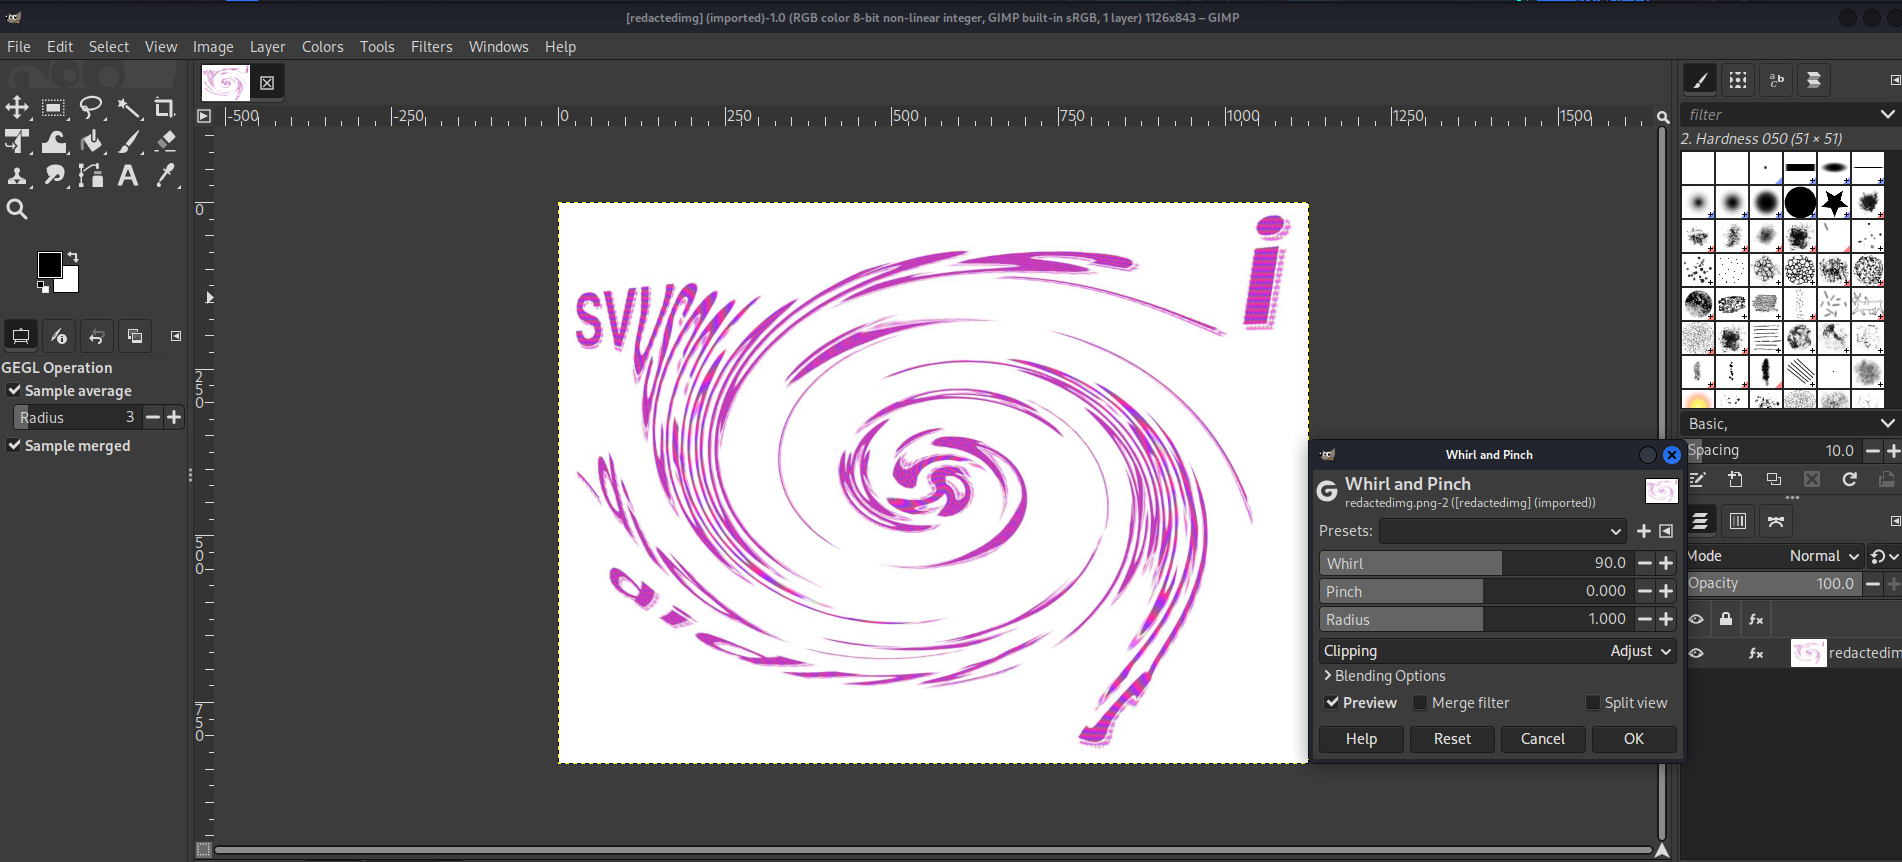 [redactedimg] (imported)-1.0 (RGB color 8-bit non-linear integer, GIMP built-in sRGB, 1 layer) 1126x843 – GIMP
File Edit Select View Image Layer Colors Tools Filters Windows Help
-500 -250 0 250 500 750 1000 1250 1500
filter
2. Hardness 050 (51 × 51)
0
250
500
750
i
GEGL Operation
Sample average
Radius 3
Sample merged
Basic,
Spacing 10.0
Whirl and Pinch
Whirl and Pinch
redactedimg.png-2 ([redactedimg] (imported))
Presets:
Whirl 90.0
Pinch 0.000
Radius 1.000
Clipping Adjust
Blending Options
Preview Merge filter Split view
Help Reset Cancel OK
Mode Normal
Opacity 100.0
fx
fx redactedim